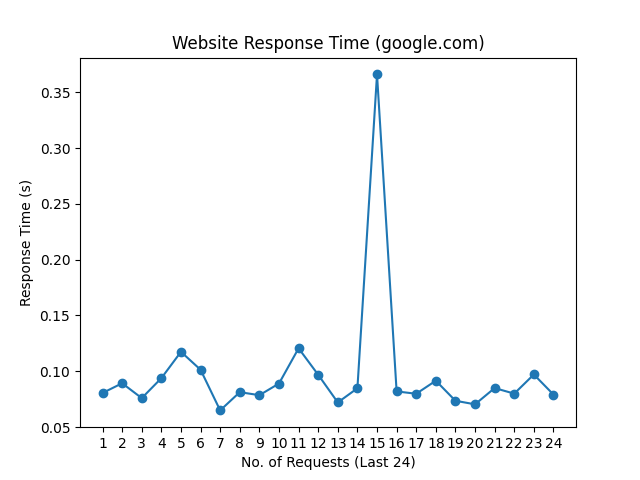 Website Response Time (google.com)
Response Time (s)
0.35
0.30
0.25
0.20
0.15
0.10
0.05
1 2 3 4 5 6 7 8 9 10 11 12 13 14 15 16 17 18 19 20 21 22 23 24
No. of Requests (Last 24)